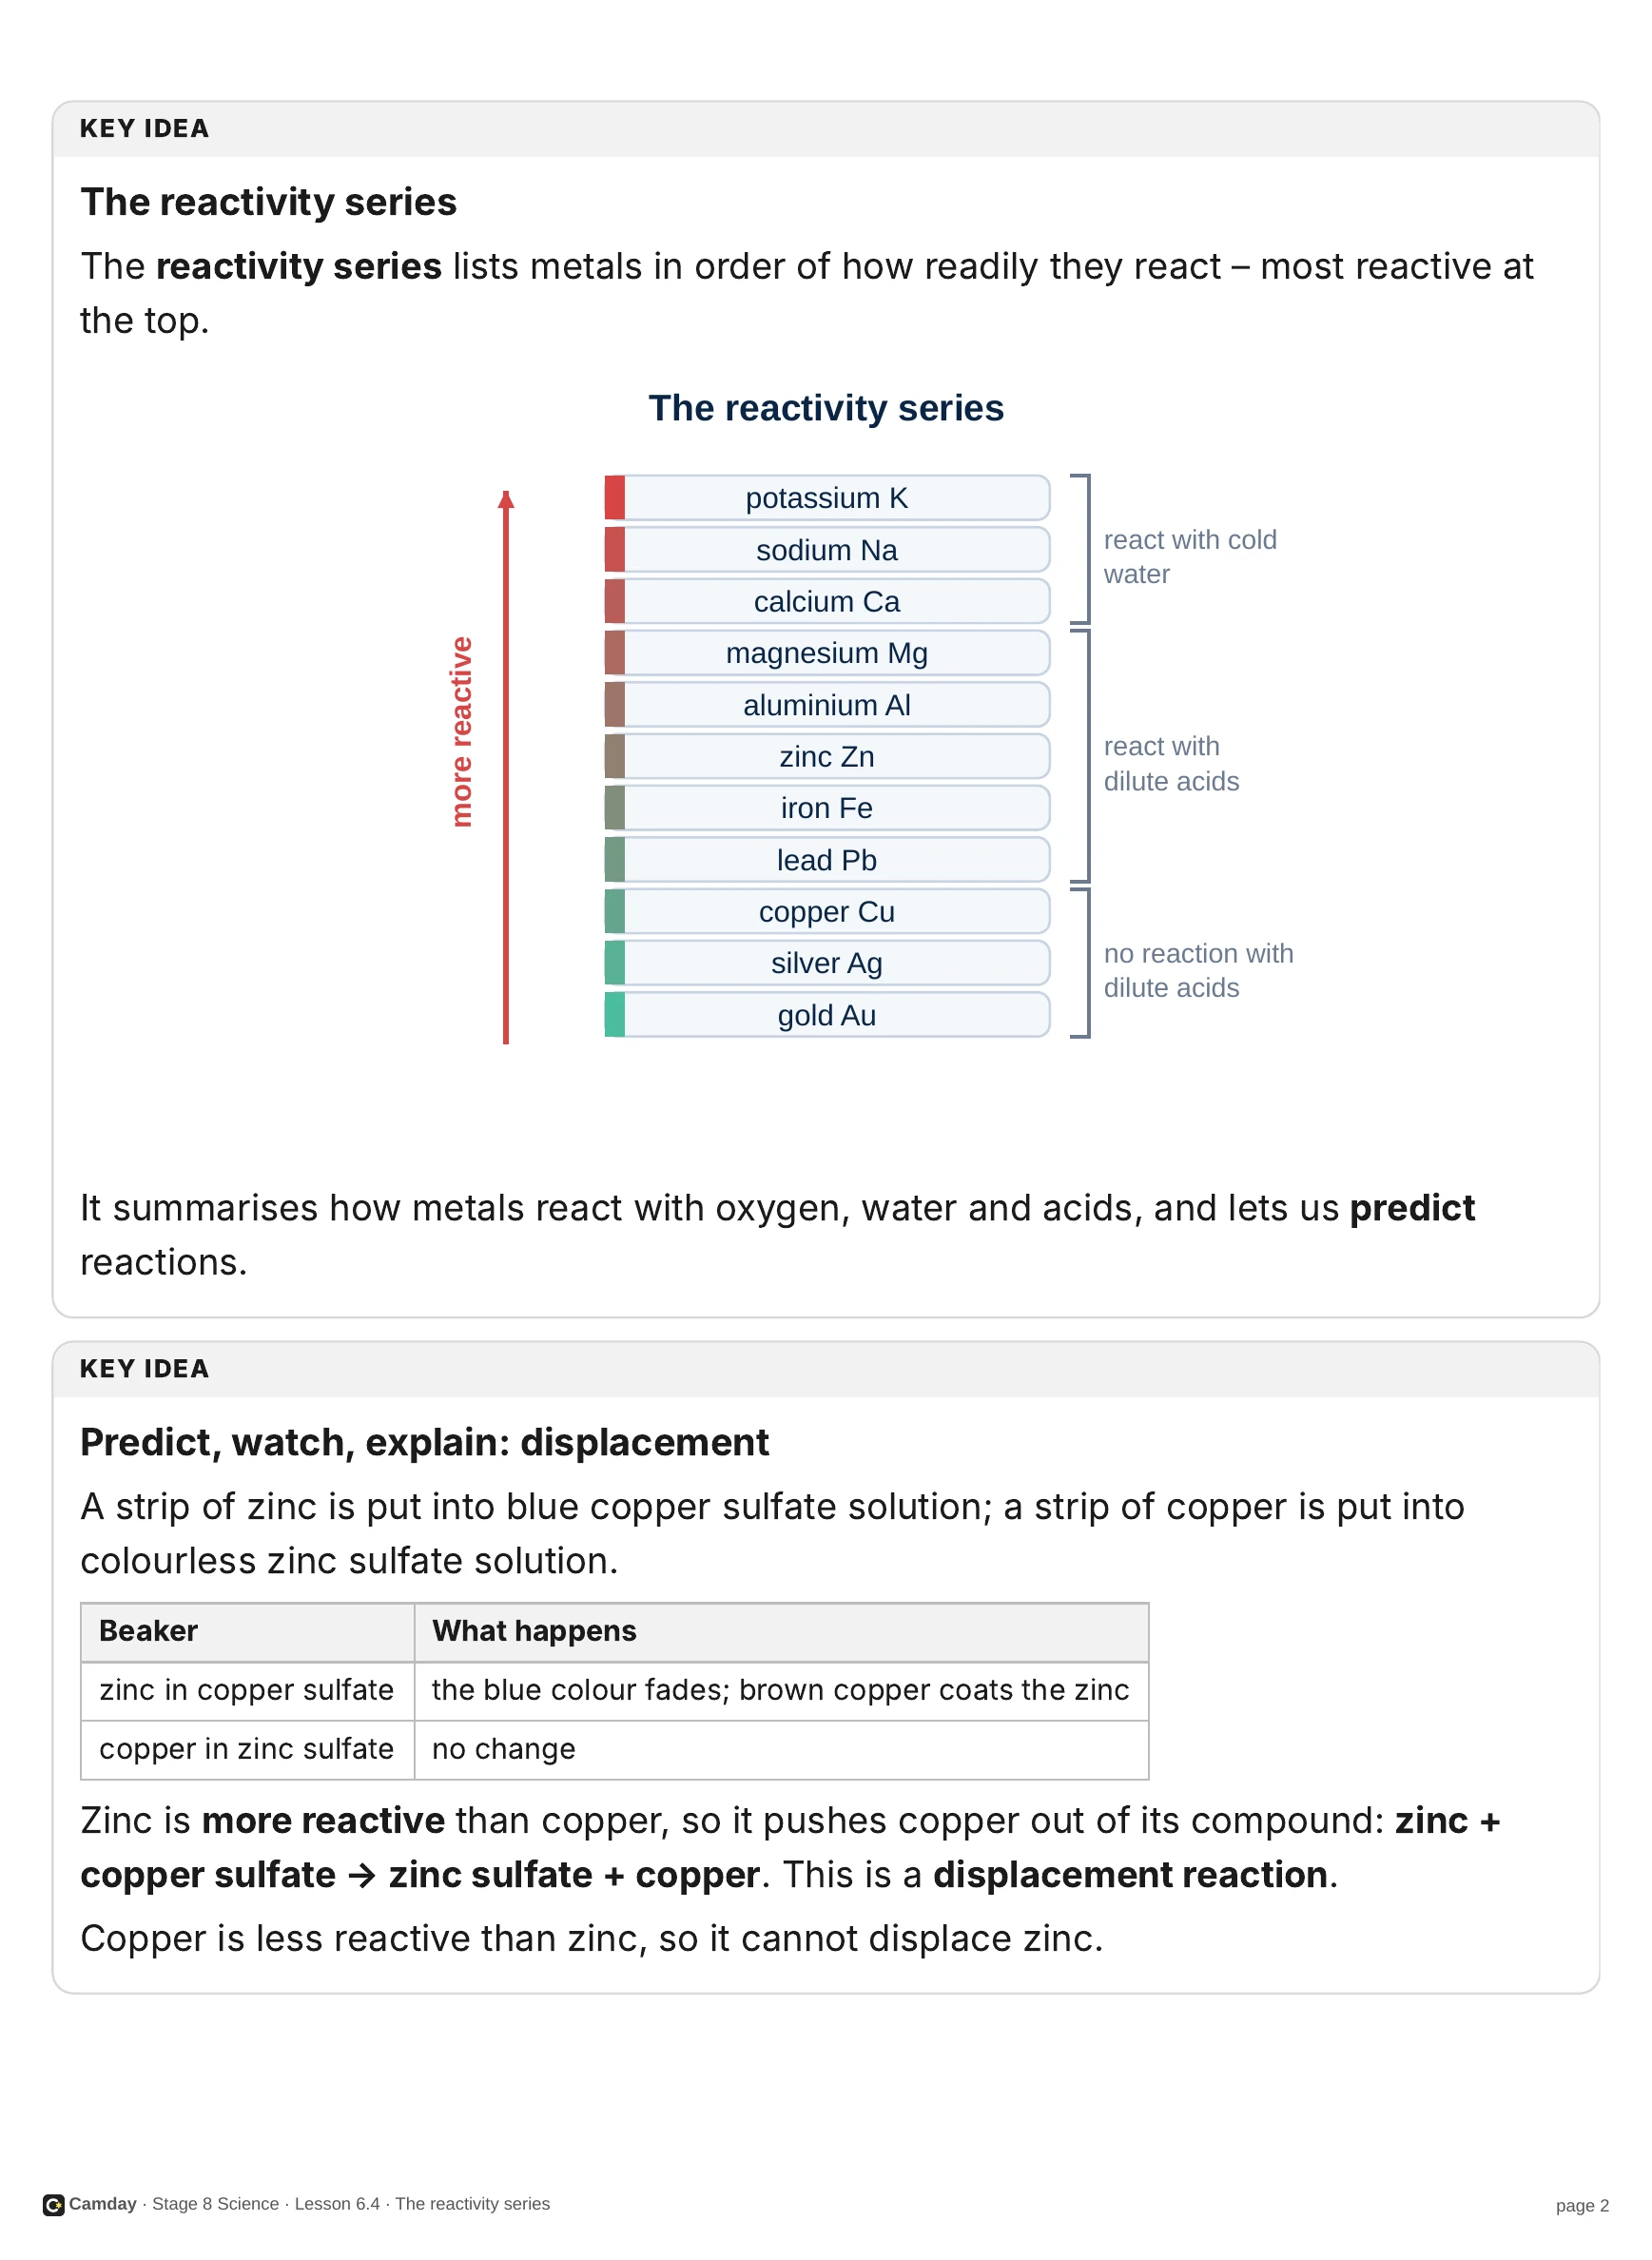 KEY IDEA
The reactivity series
The reactivity series lists metals in order of how readily they react – most reactive at
the top.
The reactivity series
more reactive
potassium K
sodium Na
calcium Ca
magnesium Mg
aluminium Al
zinc Zn
iron Fe
lead Pb
copper Cu
silver Ag
gold Au
react with cold
water
react with
dilute acids
no reaction with
dilute acids
It summarises how metals react with oxygen, water and acids, and lets us predict
reactions.
KEY IDEA
Predict, watch, explain: displacement
A strip of zinc is put into blue copper sulfate solution; a strip of copper is put into
colourless zinc sulfate solution.
Beaker What happens
zinc in copper sulfate the blue colour fades; brown copper coats the zinc
copper in zinc sulfate no change
Zinc is more reactive than copper, so it pushes copper out of its compound: zinc +
copper sulfate → zinc sulfate + copper. This is a displacement reaction.
Copper is less reactive than zinc, so it cannot displace zinc.
Camday · Stage 8 Science · Lesson 6.4 · The reactivity series page 2